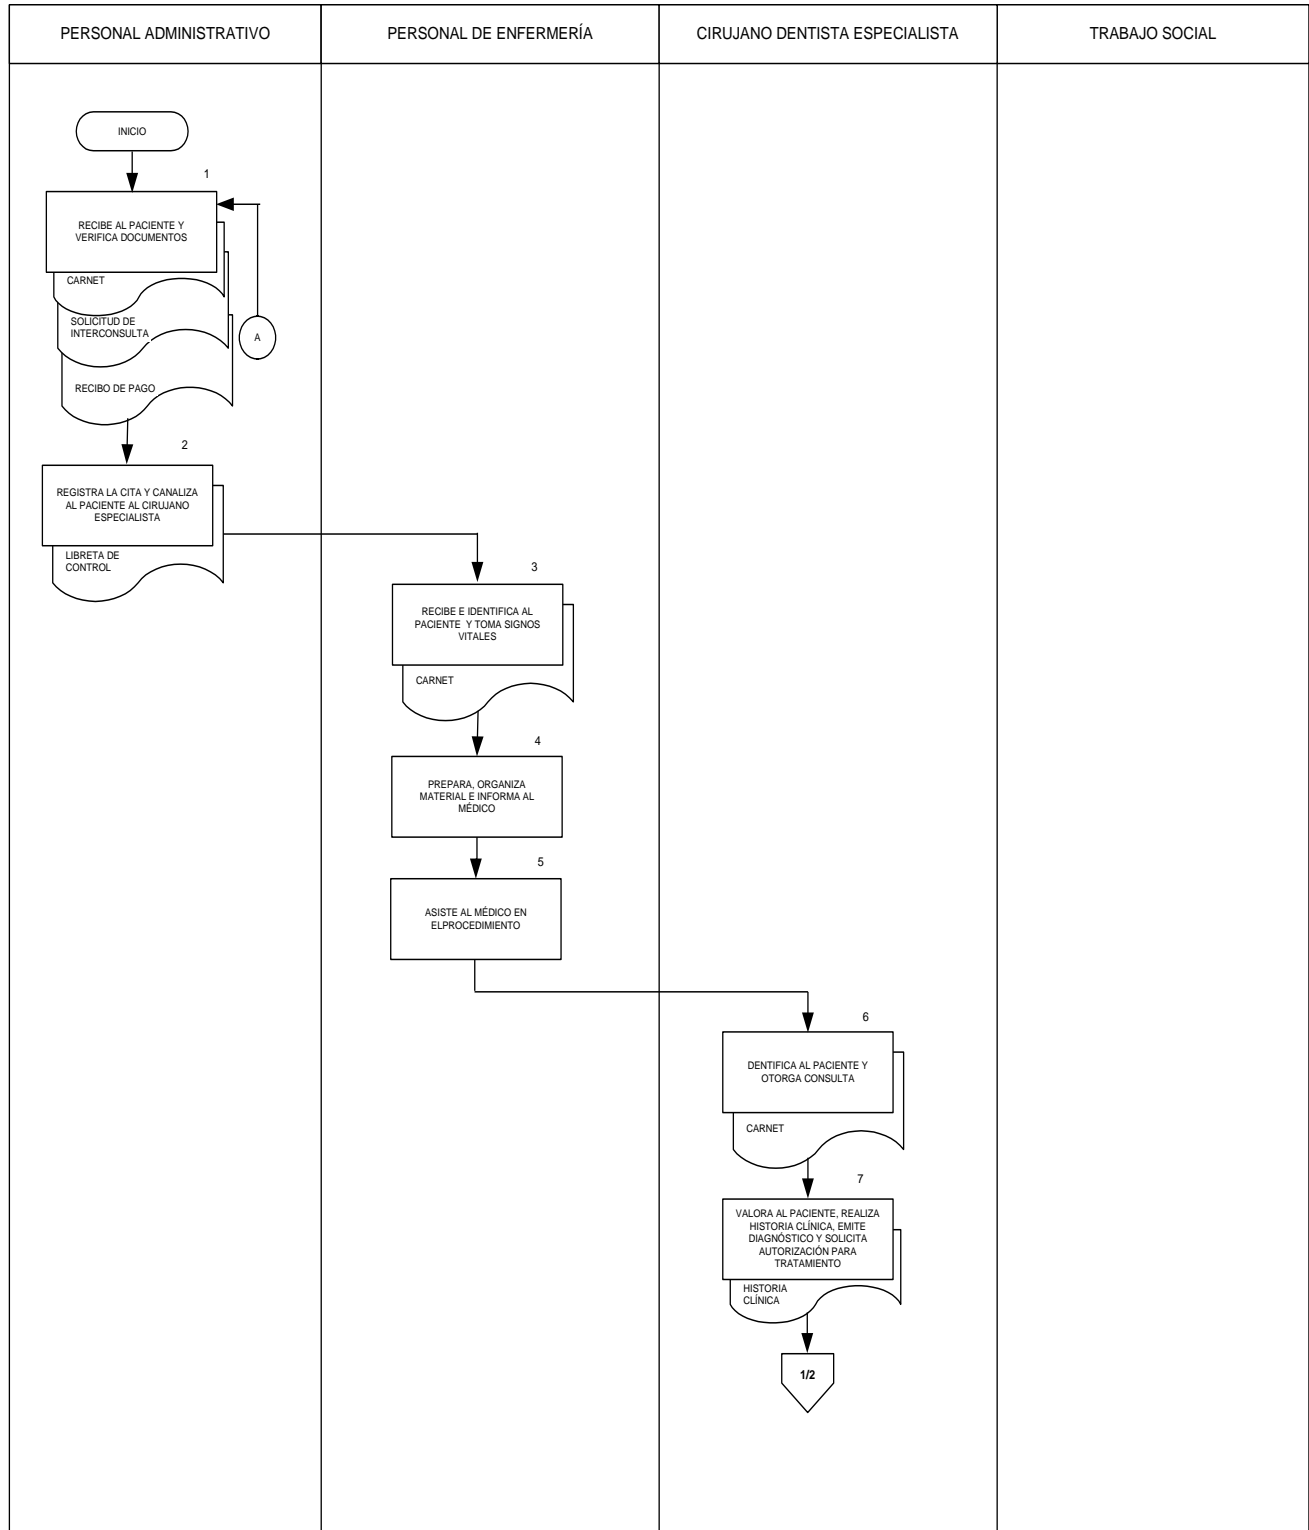 PERSONAL ADMINISTRATIVO
PERSONAL DE ENFERMERÍA
CIRUJANO DENTISTA ESPECIALISTA
TRABAJO SOCIAL
INICIO
1
RECIBE AL PACIENTE Y
VERIFICA DOCUMENTOS
CARNET
SOLICITUD DE
INTERCONSULTA
A
RECIBO DE PAGO
2
REGISTRA LA CITA Y CANALIZA
AL PACIENTE AL CIRUJANO
ESPECIALISTA
LIBRETA DE
CONTROL
3
RECIBE E IDENTIFICA AL
PACIENTE Y TOMA SIGNOS
VITALES
CARNET
4
PREPARA, ORGANIZA
MATERIAL E INFORMA AL
MÉDICO
5
ASISTE AL MÉDICO EN
ELPROCEDIMIENTO
6
DENTIFICA AL PACIENTE Y
OTORGA CONSULTA
CARNET
7
VALORA AL PACIENTE, REALIZA
HISTORIA CLÍNICA, EMITE
DIAGNÓSTICO Y SOLICITA
AUTORIZACIÓN PARA
TRATAMIENTO
HISTORIA
CLÍNICA
1/2